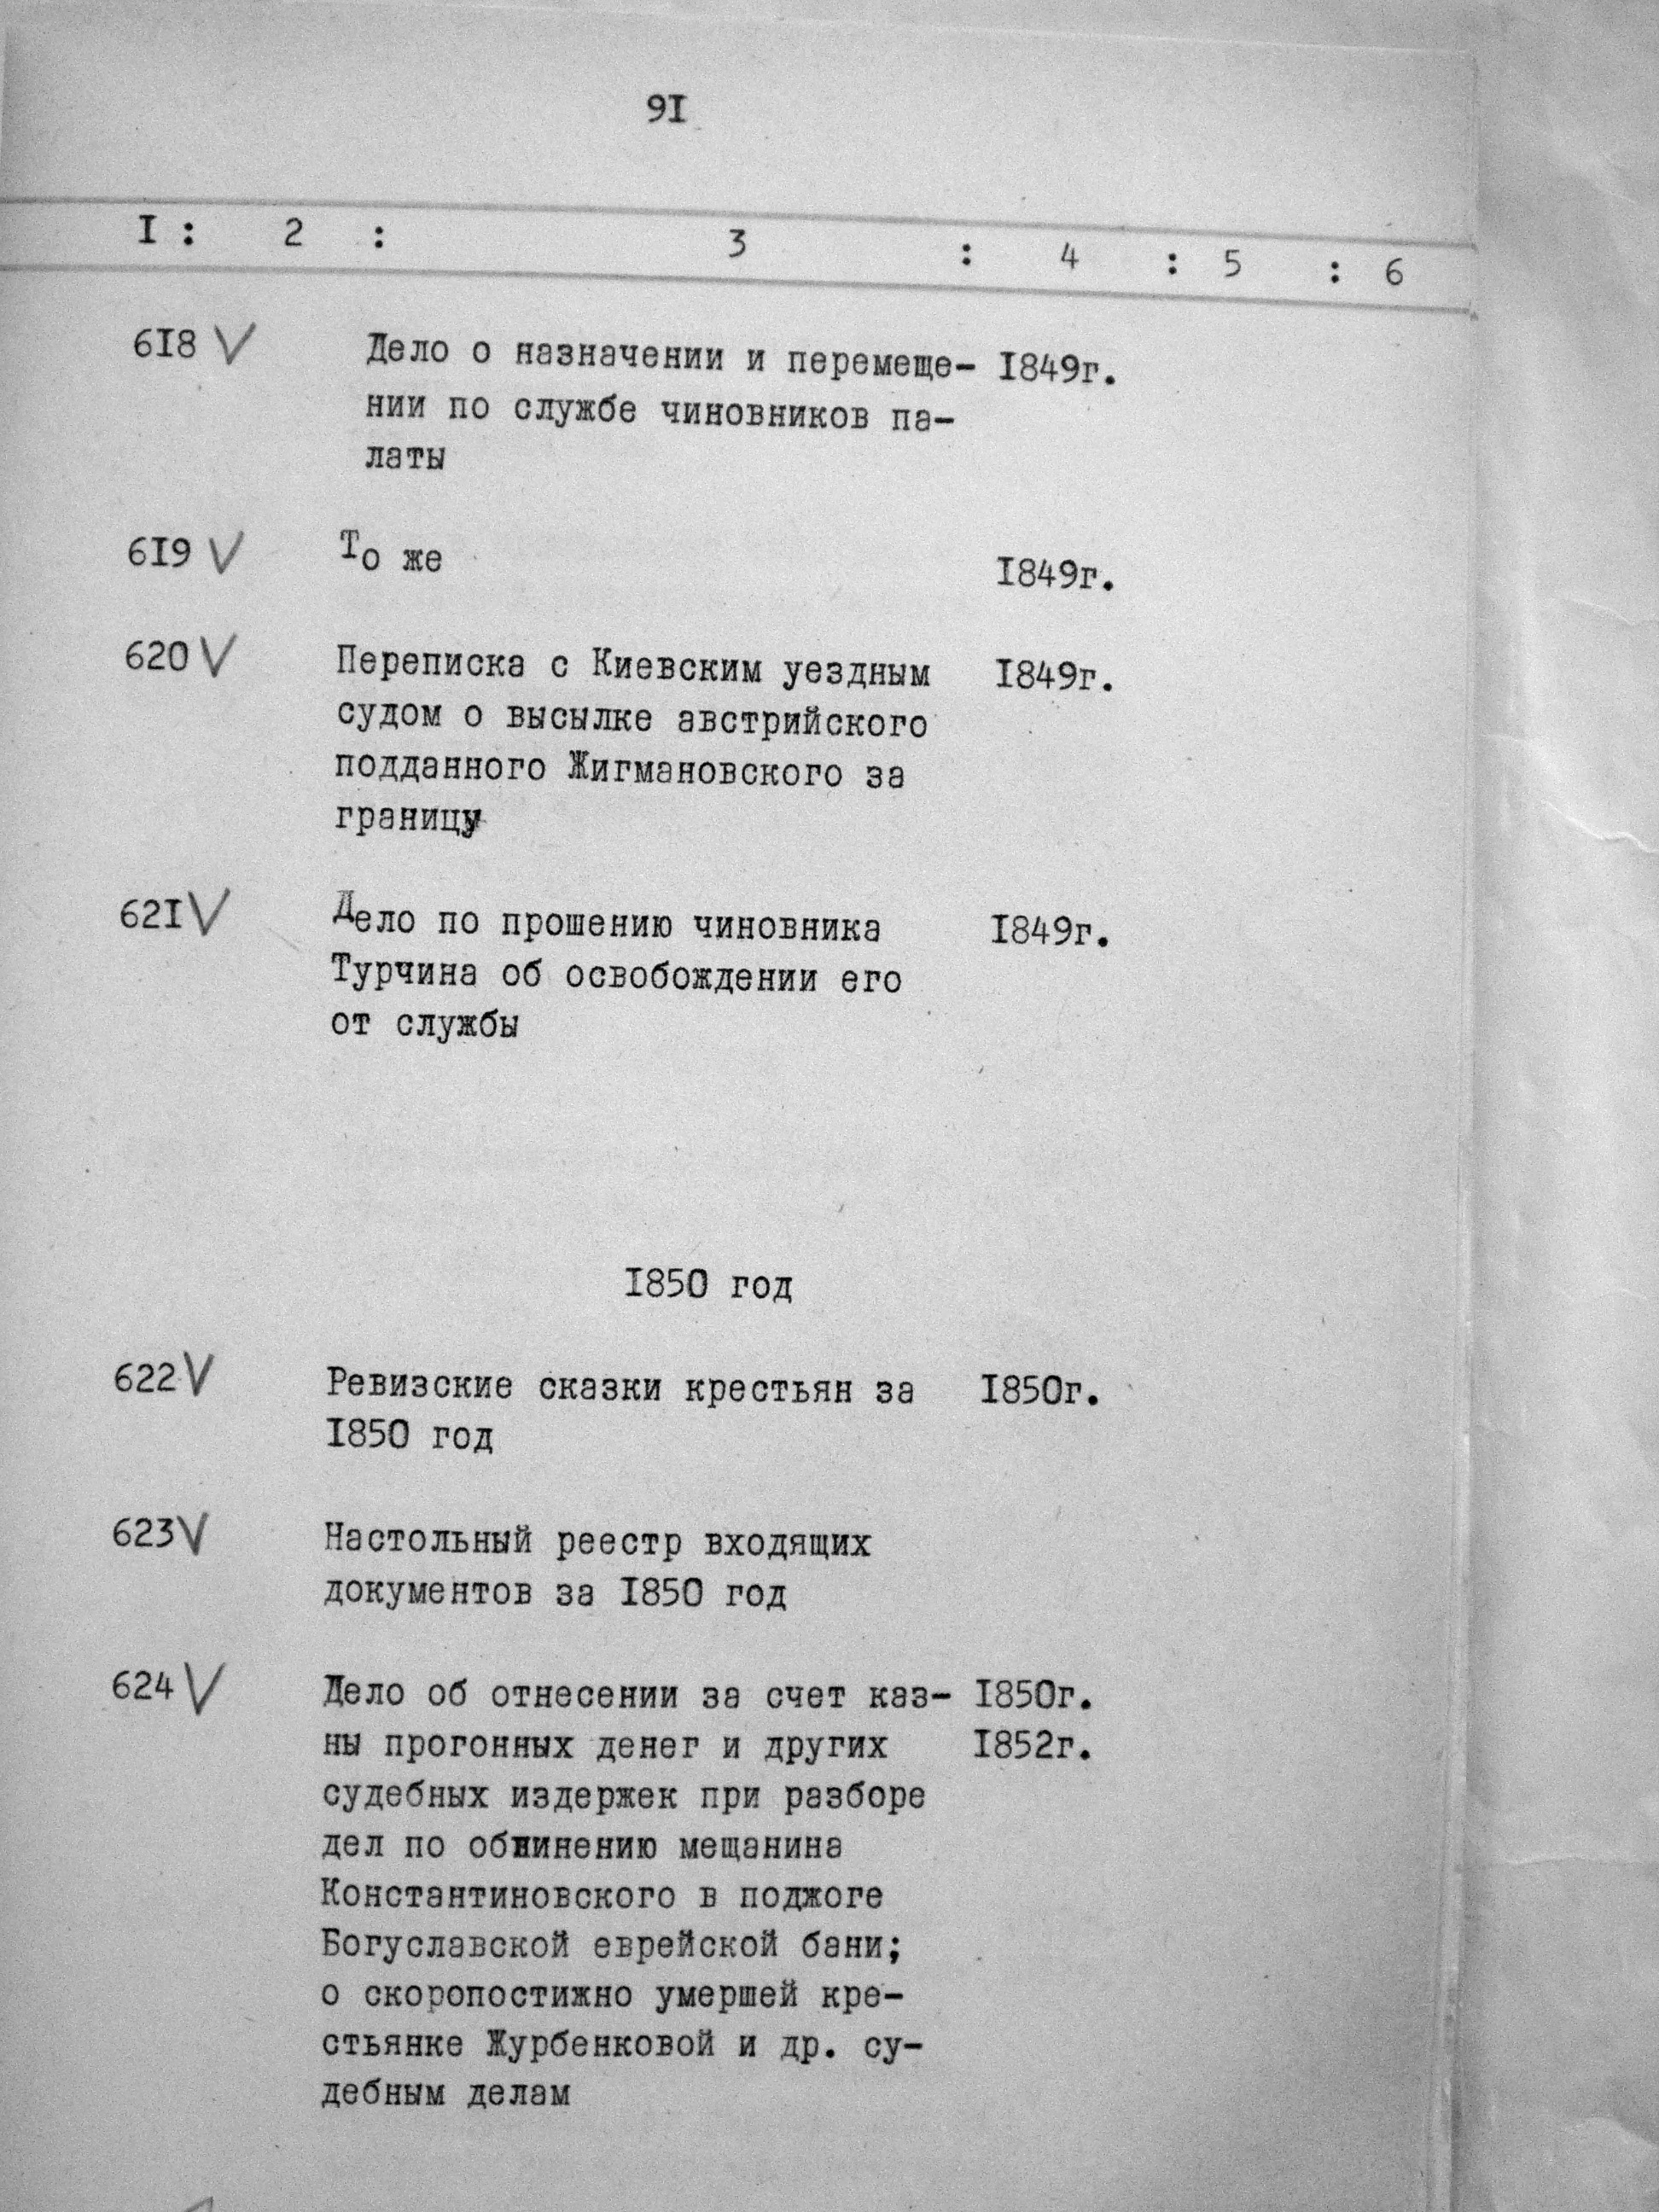 9I
I : 2 : 3 : 4 : 5 : 6
6I8 V Дело о назначении и перемеще- I849г.
нии по службе чиновников па-
латы
6I9 V То же I849г.
620 V Переписка с Киевским уездным I849г.
судом о высылке австрийского
подданного Жигмановского за
границу
62I V Дело по прошению чиновника I849г.
Турчина об освобождении его
от службы
I850 год
622 V Ревизские сказки крестьян за I850г.
I850 год
623 V Настольный реестр входящих
документов за I850 год
624 V Дело об отнесении за счет каз- I850г.
ны прогонных денег и других I852г.
судебных издержек при разборе
дел по обвинению мещанина
Константиновского в поджоге
Богуславской еврейской бани;
о скоропостижно умершей кре-
стьянке Журбенковой и др. су-
дебным делам